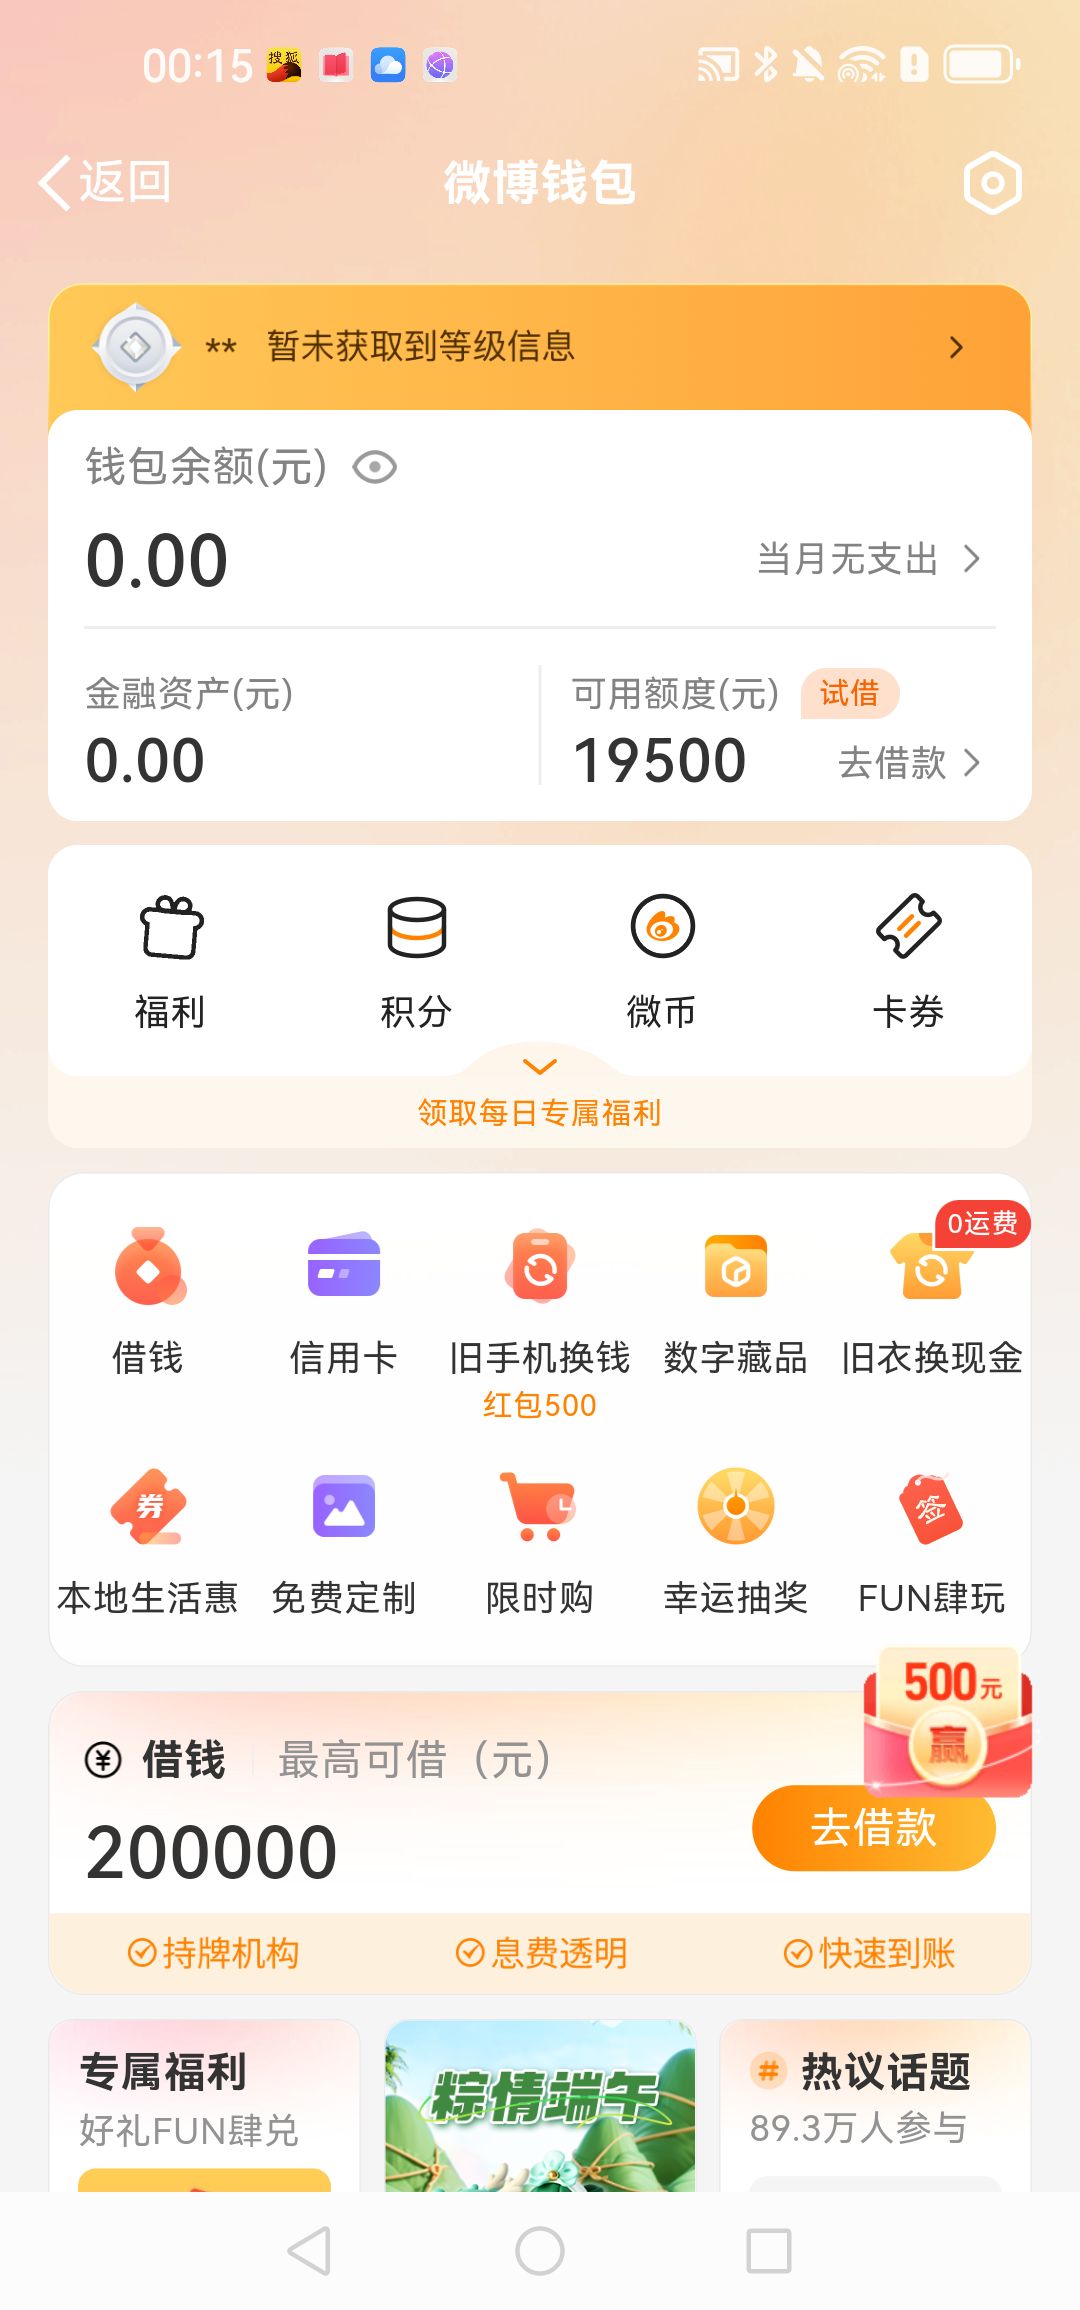 00:15
搜狐
返回
微博钱包
** 暂未获取到等级信息
钱包余额(元)
0.00
当月无支出
金融资产(元)
可用额度(元)
试借
0.00
19500
去借款
福利
积分
微币
卡券
领取每日专属福利
0运费
借钱
信用卡
旧手机换钱
数字藏品
旧衣换现金
红包500
券
签
本地生活惠
免费定制
限时购
幸运抽奖
FUN肆玩
500元
赢
借钱
最高可借（元）
200000
去借款
持牌机构
息费透明
快速到账
专属福利
好礼FUN肆兑
粽情端午
# 热议话题
89.3万人参与